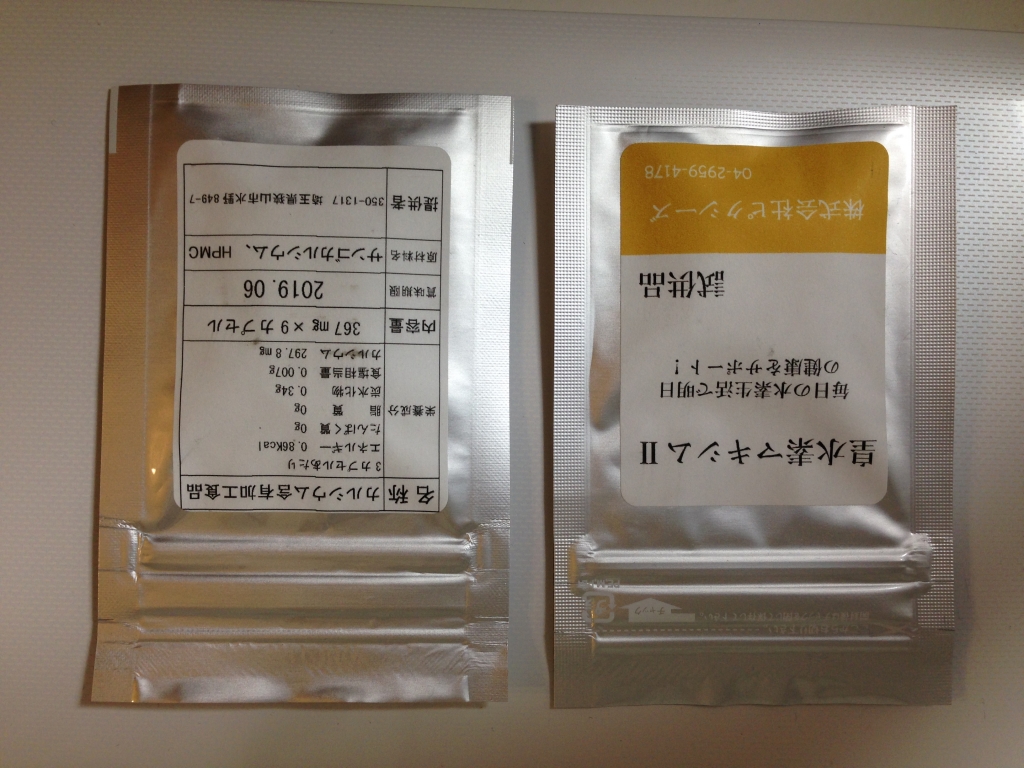 名称 カルシウム含有加工食品
栄養成分 3カプセルあたり
エネルギー 0.86Kcal
たんぱく質 0g
脂 質 0g
炭水化物 0.34g
食塩相当量 0.007g
カルシウム 297.8mg
内容量 367mg×9カプセル
賞味期限 2019.06
原材料名 サンゴカルシウム、HPMC
提供者 350-1317 埼玉県狭山市水野849-7
皇水素マキシムⅡ
毎日の水素生活で明日
の健康をサポート!
試供品
株式会社ピクシーズ
04-2959-4178
チャック